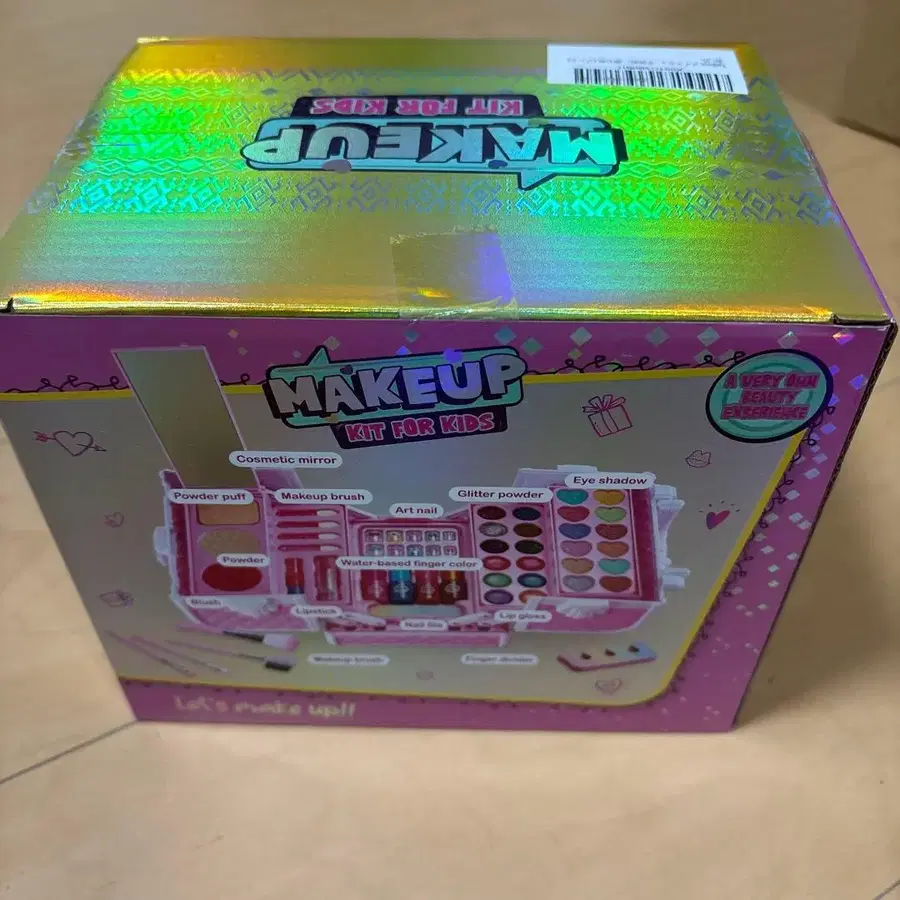 MAKEUP
KIT FOR KIDS
MAKEUP
KIT FOR KIDS
A VERY OWN
BEAUTY
EXPERIENCE
Cosmetic mirror
Eye shadow
Powder puff
Makeup brush
Glitter powder
Art nail
Powder
Water-based finger color
Blush
Lipstick
Lip gloss
Nail file
Makeup brush
Finger divider
Let's make up!!